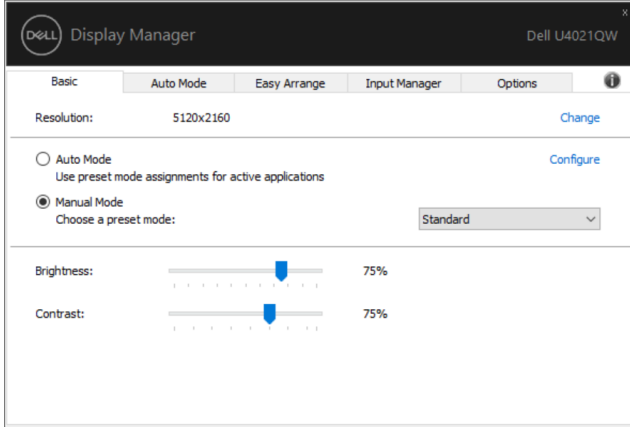 DELL Display Manager
x
Dell U4021QW
Basic Auto Mode Easy Arrange Input Manager Options
Resolution: 5120x2160 Change
Auto Mode Configure
Use preset mode assignments for active applications
Manual Mode
Choose a preset mode: Standard
Brightness: 75%
Contrast: 75%